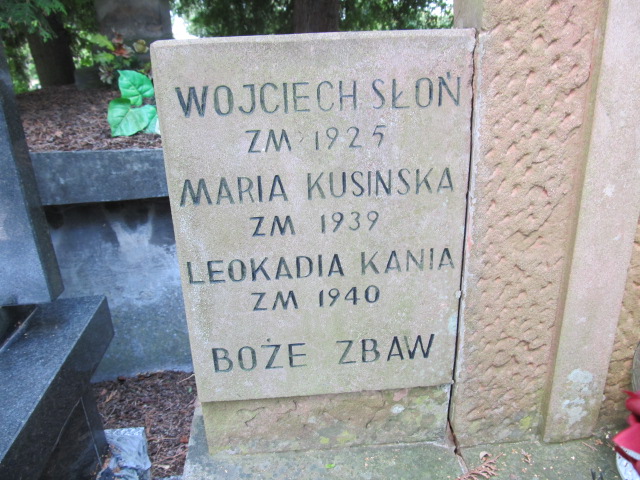 WOJCIECH SŁOŃ
ZM 1925
MARIA KUSINSKA
ZM 1939
LEOKADIA KANIA
ZM 1940
BOŻE ZBAW